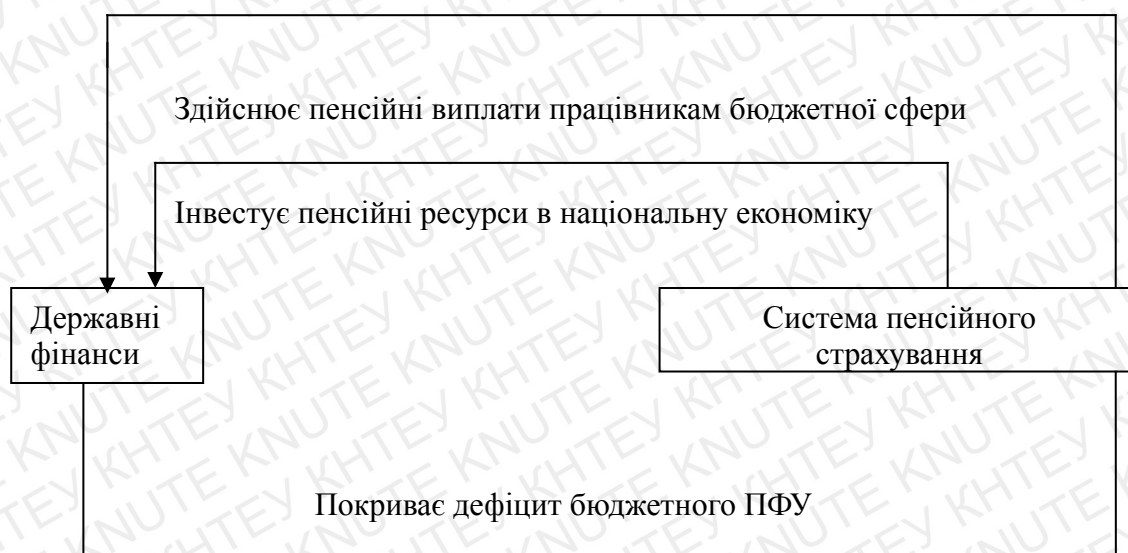 Здійснює пенсійні виплати працівникам бюджетної сфери
Інвестує пенсійні ресурси в національну економіку
Державні
фінанси
Система пенсійного
страхування
Покриває дефіцит бюджетного ПФУ